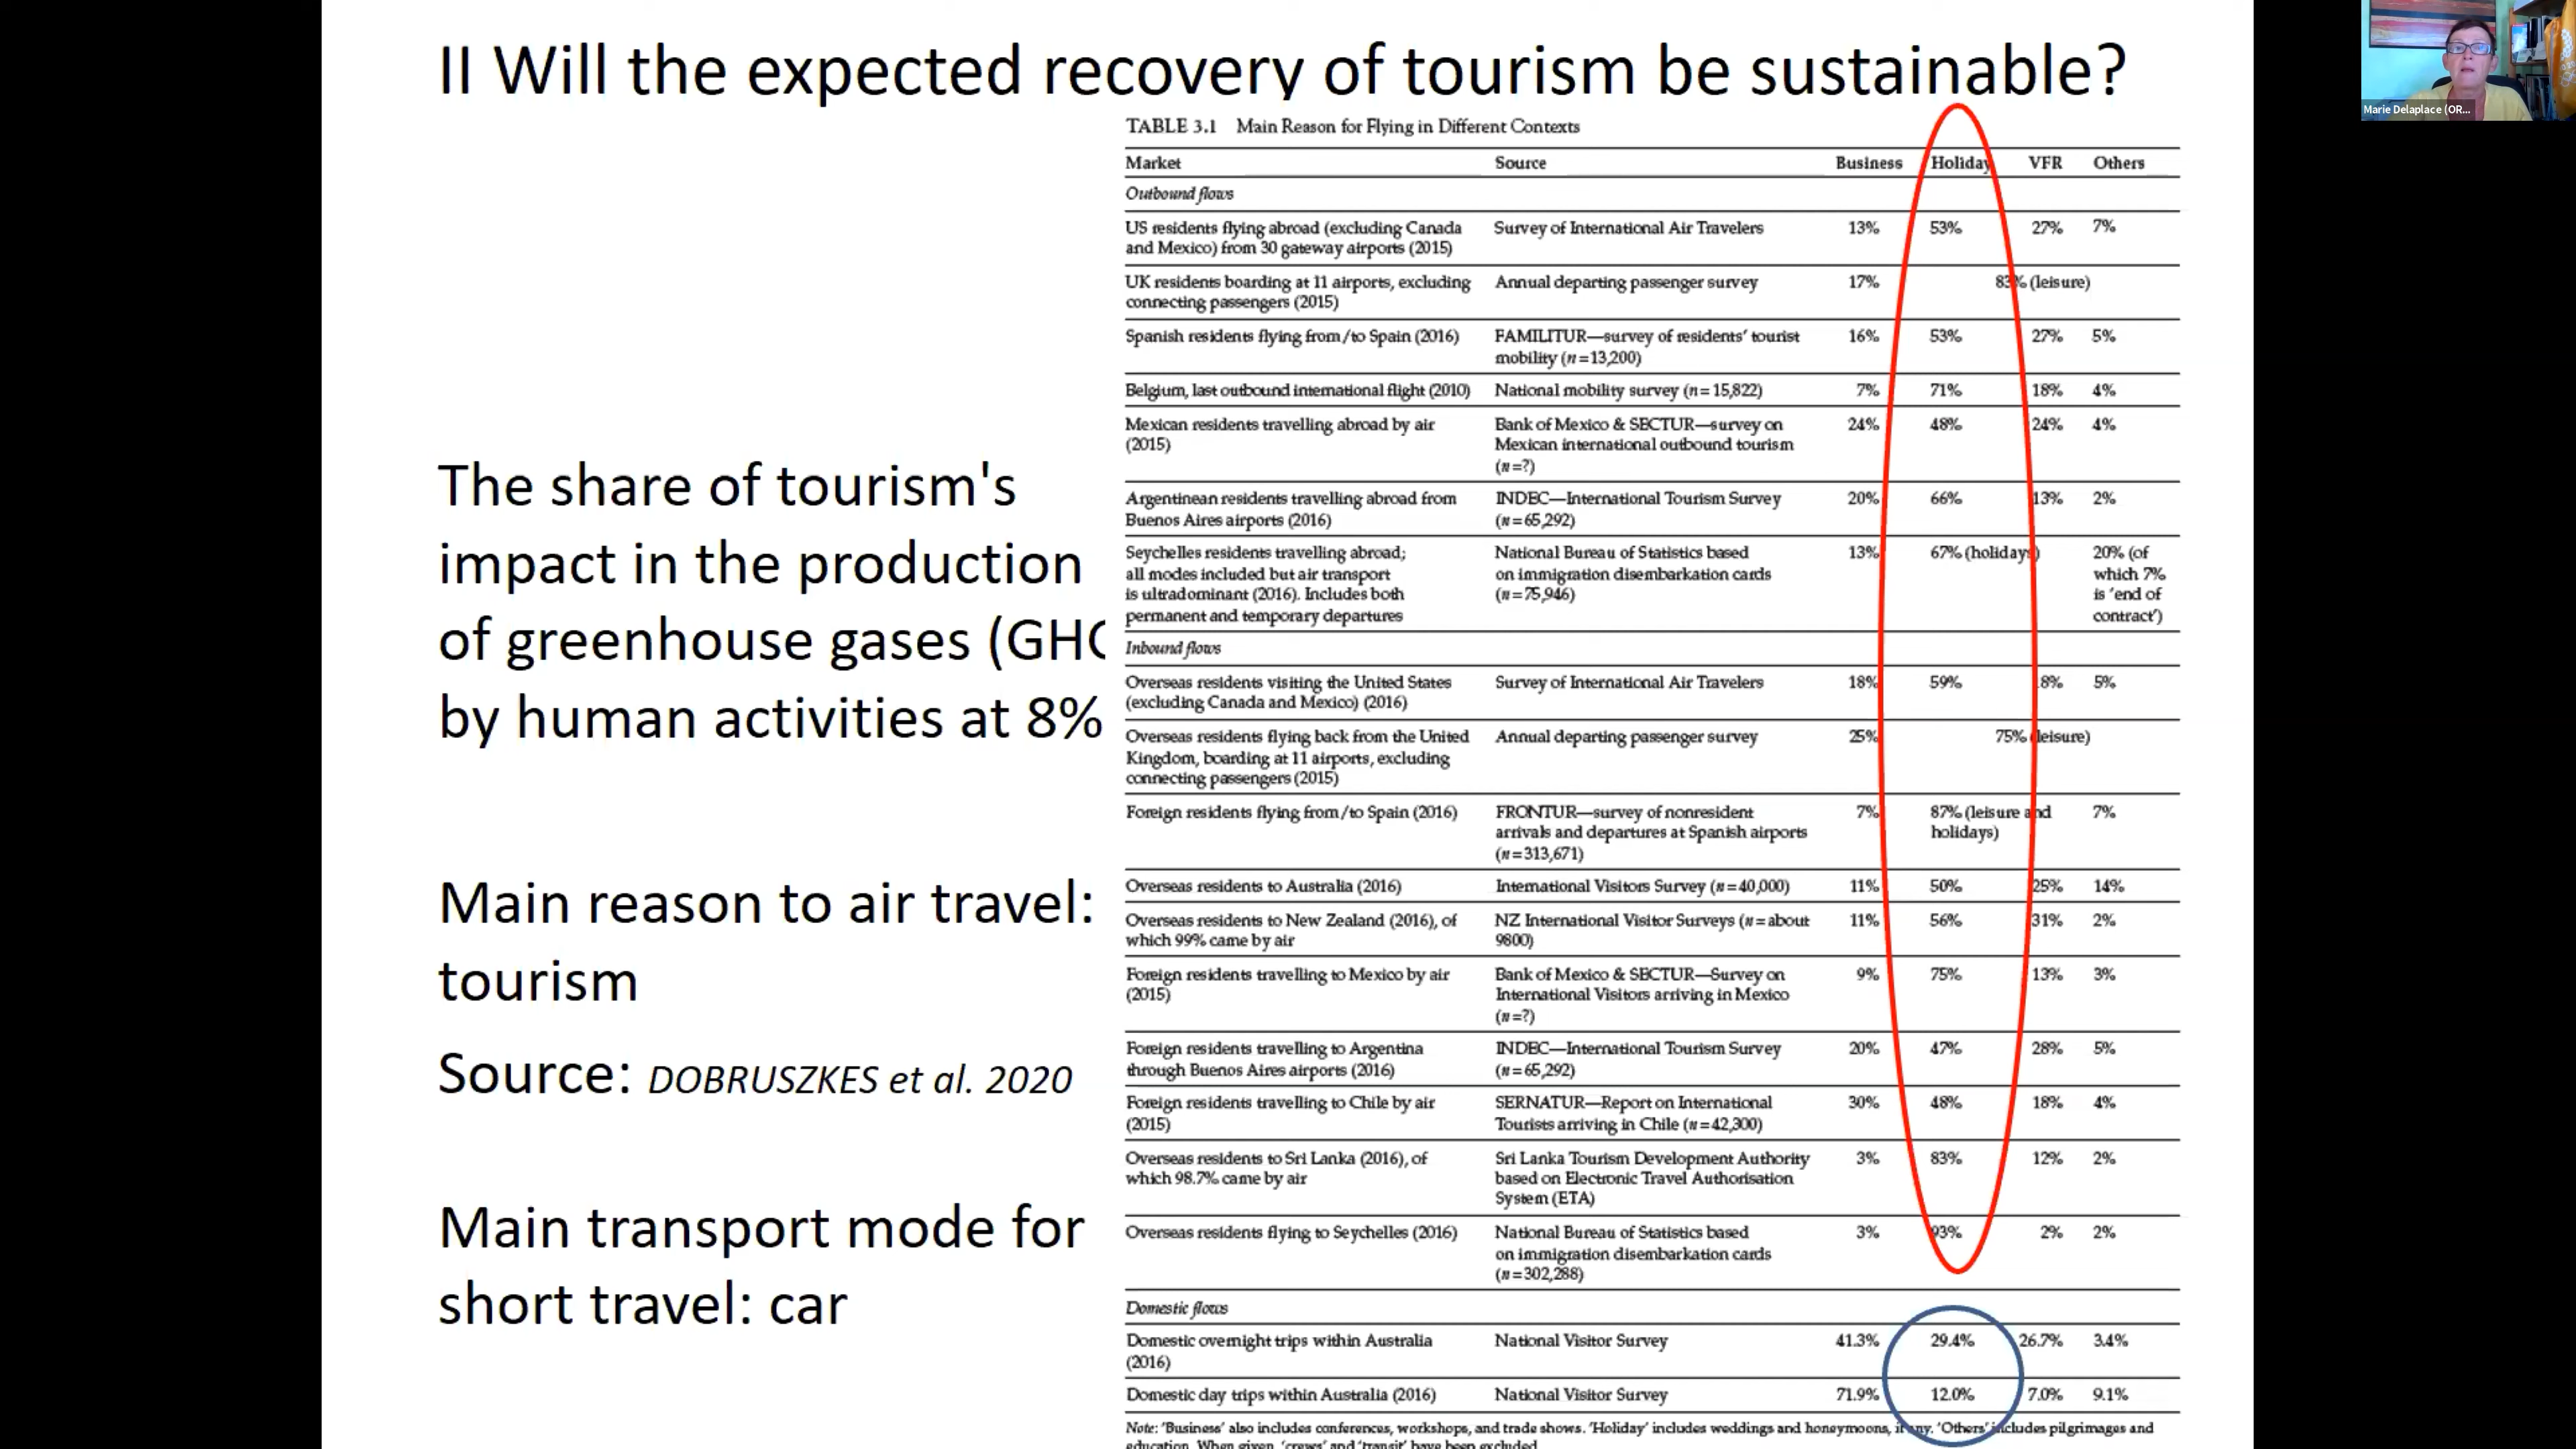 II Will the expected recovery of tourism be sustainable?
Marie Delaplace (OR...
The share of tourism's
impact in the production
of greenhouse gases (GHG
by human activities at 8%
Main reason to air travel:
tourism
Source: DOBRUSZKES et al. 2020
Main transport mode for
short travel: car
TABLE 3.1 Main Reason for Flying in Different Contexts
Market Source Business Holiday VFR Others
Outbound flows
US residents flying abroad (excluding Canada Survey of International Air Travelers 13% 53% 27% 7%
and Mexico) from 30 gateway airports (2015)
UK residents boarding at 11 airports, excluding Annual departing passenger survey 17% 83% (leisure)
connecting passengers (2015)
Spanish residents flying from/to Spain (2016) FAMILITUR—survey of residents' tourist 16% 53% 27% 5%
mobility (n=13,200)
Belgium, last outbound international flight (2010) National mobility survey (n=15,822) 7% 71% 18% 4%
Mexican residents travelling abroad by air Bank of Mexico & SECTUR—survey on 24% 48% 24% 4%
(2015) Mexican international outbound tourism
(n=?)
Argentinean residents travelling abroad from INDEC—International Tourism Survey 20% 66% 13% 2%
Buenos Aires airports (2016) (n=65,292)
Seychelles residents travelling abroad; National Bureau of Statistics based 13% 67% (holidays) 20% (of
all modes included but air transport on immigration disembarkation cards which 7%
is ultradominant (2016). Includes both (n=75,946) is 'end of
permanent and temporary departures contract')
Inbound flows
Overseas residents visiting the United States Survey of International Air Travelers 18% 59% 8% 5%
(excluding Canada and Mexico) (2016)
Overseas residents flying back from the United Annual departing passenger survey 25% 75% (leisure)
Kingdom, boarding at 11 airports, excluding
connecting passengers (2015)
Foreign residents flying from/to Spain (2016) FRONTUR—survey of nonresident 7% 87% (leisure and 7%
arrivals and departures at Spanish airports holidays)
(n=313,671)
Overseas residents to Australia (2016) International Visitors Survey (n=40,000) 11% 50% 25% 14%
Overseas residents to New Zealand (2016), of NZ International Visitor Surveys (n=about 11% 56% 31% 2%
which 99% came by air 9800)
Foreign residents travelling to Mexico by air Bank of Mexico & SECTUR—Survey on 9% 75% 13% 3%
(2015) International Visitors arriving in Mexico
(n=?)
Foreign residents travelling to Argentina INDEC—International Tourism Survey 20% 47% 28% 5%
through Buenos Aires airports (2016) (n=65,292)
Foreign residents travelling to Chile by air SERNATUR—Report on International 30% 48% 18% 4%
(2015) Tourists arriving in Chile (n=42,300)
Overseas residents to Sri Lanka (2016), of Sri Lanka Tourism Development Authority 3% 83% 12% 2%
which 98.7% came by air based on Electronic Travel Authorisation
System (ETA)
Overseas residents flying to Seychelles (2016) National Bureau of Statistics based 3% 93% 2% 2%
on immigration disembarkation cards
(n=302,288)
Domestic flows
Domestic overnight trips within Australia National Visitor Survey 41.3% 29.4% 26.7% 3.4%
(2016)
Domestic day trips within Australia (2016) National Visitor Survey 71.9% 12.0% 7.0% 9.1%
Note: 'Business' also includes conferences, workshops, and trade shows. 'Holiday' includes weddings and honeymoons, if any. 'Others' includes pilgrimages and
education. When given, 'crews' and 'transit' have been excluded